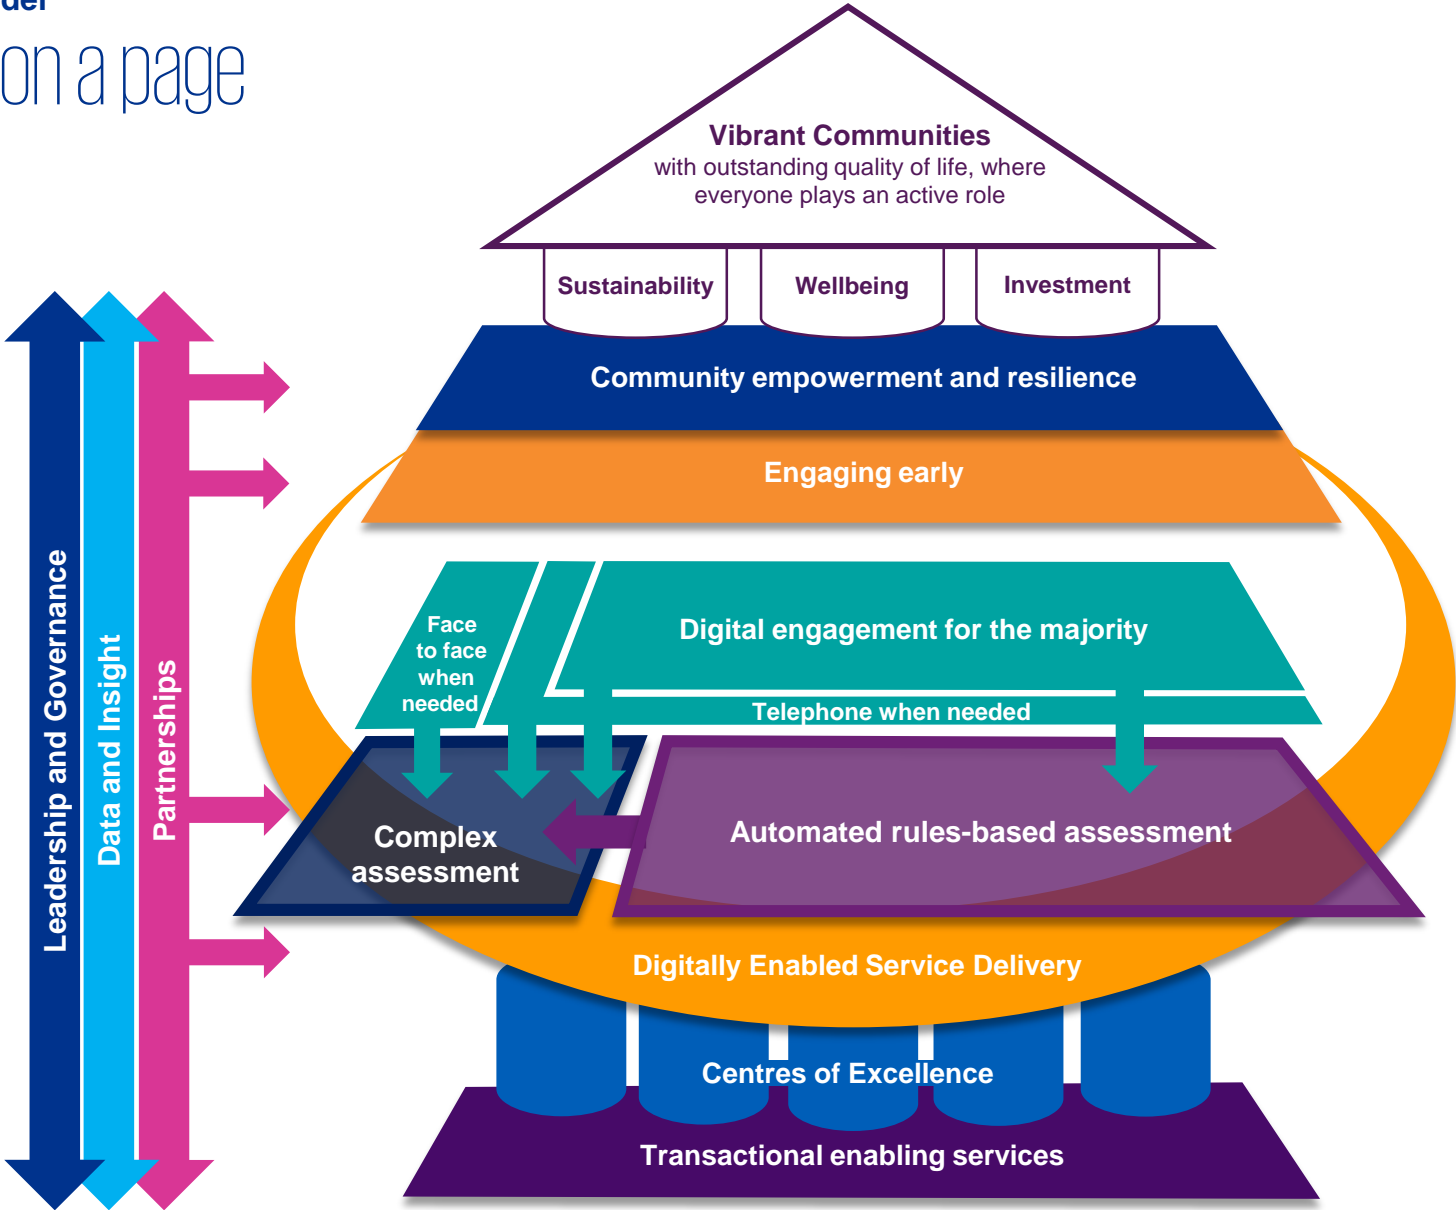 on a page
Vibrant Communities
with outstanding quality of life, where
everyone plays an active role
Sustainability
Wellbeing
Investment
Community empowerment and resilience
Engaging early
Face
to face
when
needed
Digital engagement for the majority
Telephone when needed
Complex
assessment
Automated rules-based assessment
Digitally Enabled Service Delivery
Centres of Excellence
Transactional enabling services
Leadership and Governance
Data and Insight
Partnerships